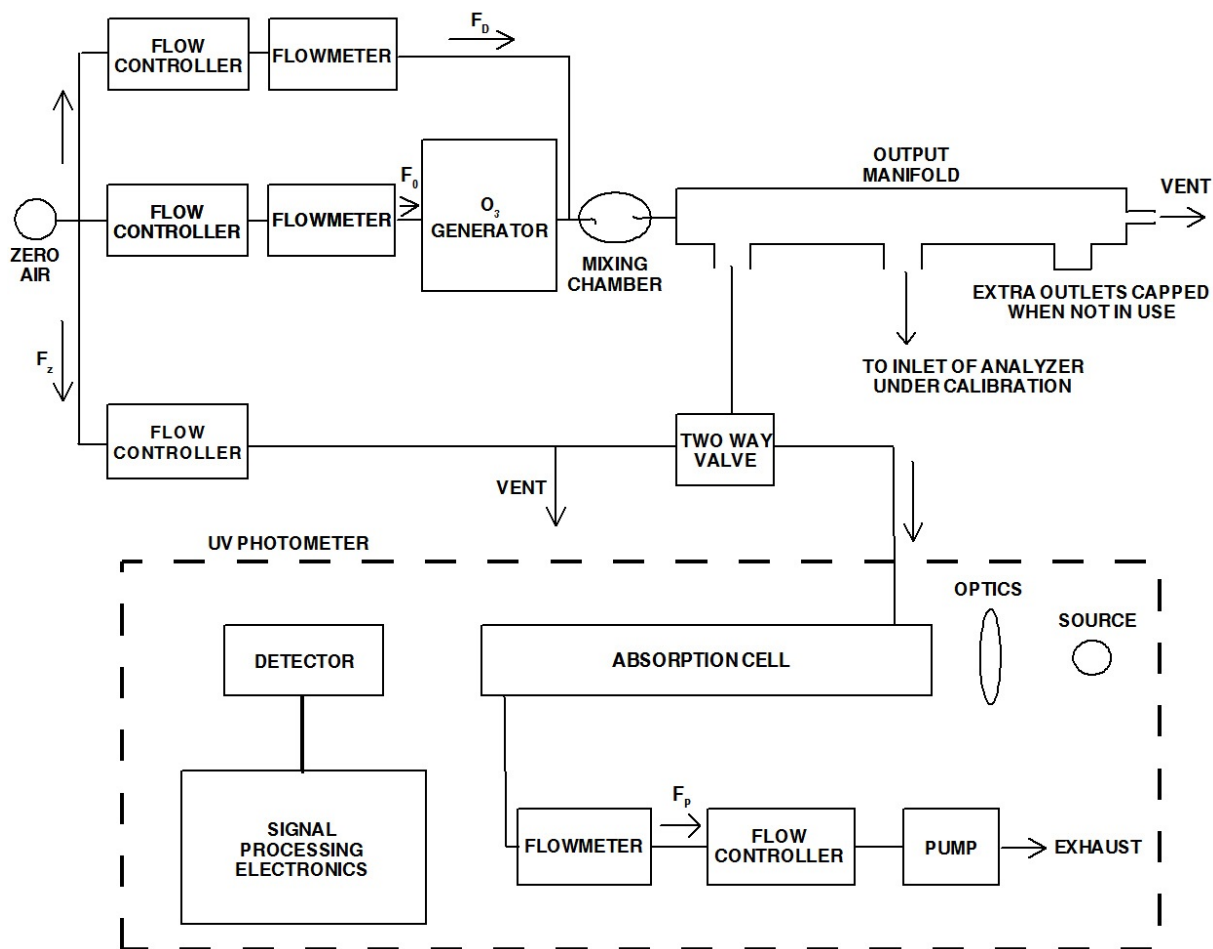 FLOW
CONTROLLER
FLOWMETER
F_D
FLOW
CONTROLLER
FLOWMETER
F_0
O_3
GENERATOR
ZERO
AIR
MIXING
CHAMBER
OUTPUT
MANIFOLD
VENT
EXTRA OUTLETS CAPPED
WHEN NOT IN USE
TO INLET OF ANALYZER
UNDER CALIBRATION
F_z
FLOW
CONTROLLER
VENT
TWO WAY
VALVE
UV PHOTOMETER
DETECTOR
ABSORPTION CELL
OPTICS
SOURCE
SIGNAL
PROCESSING
ELECTRONICS
FLOWMETER
F_p
FLOW
CONTROLLER
PUMP
EXHAUST